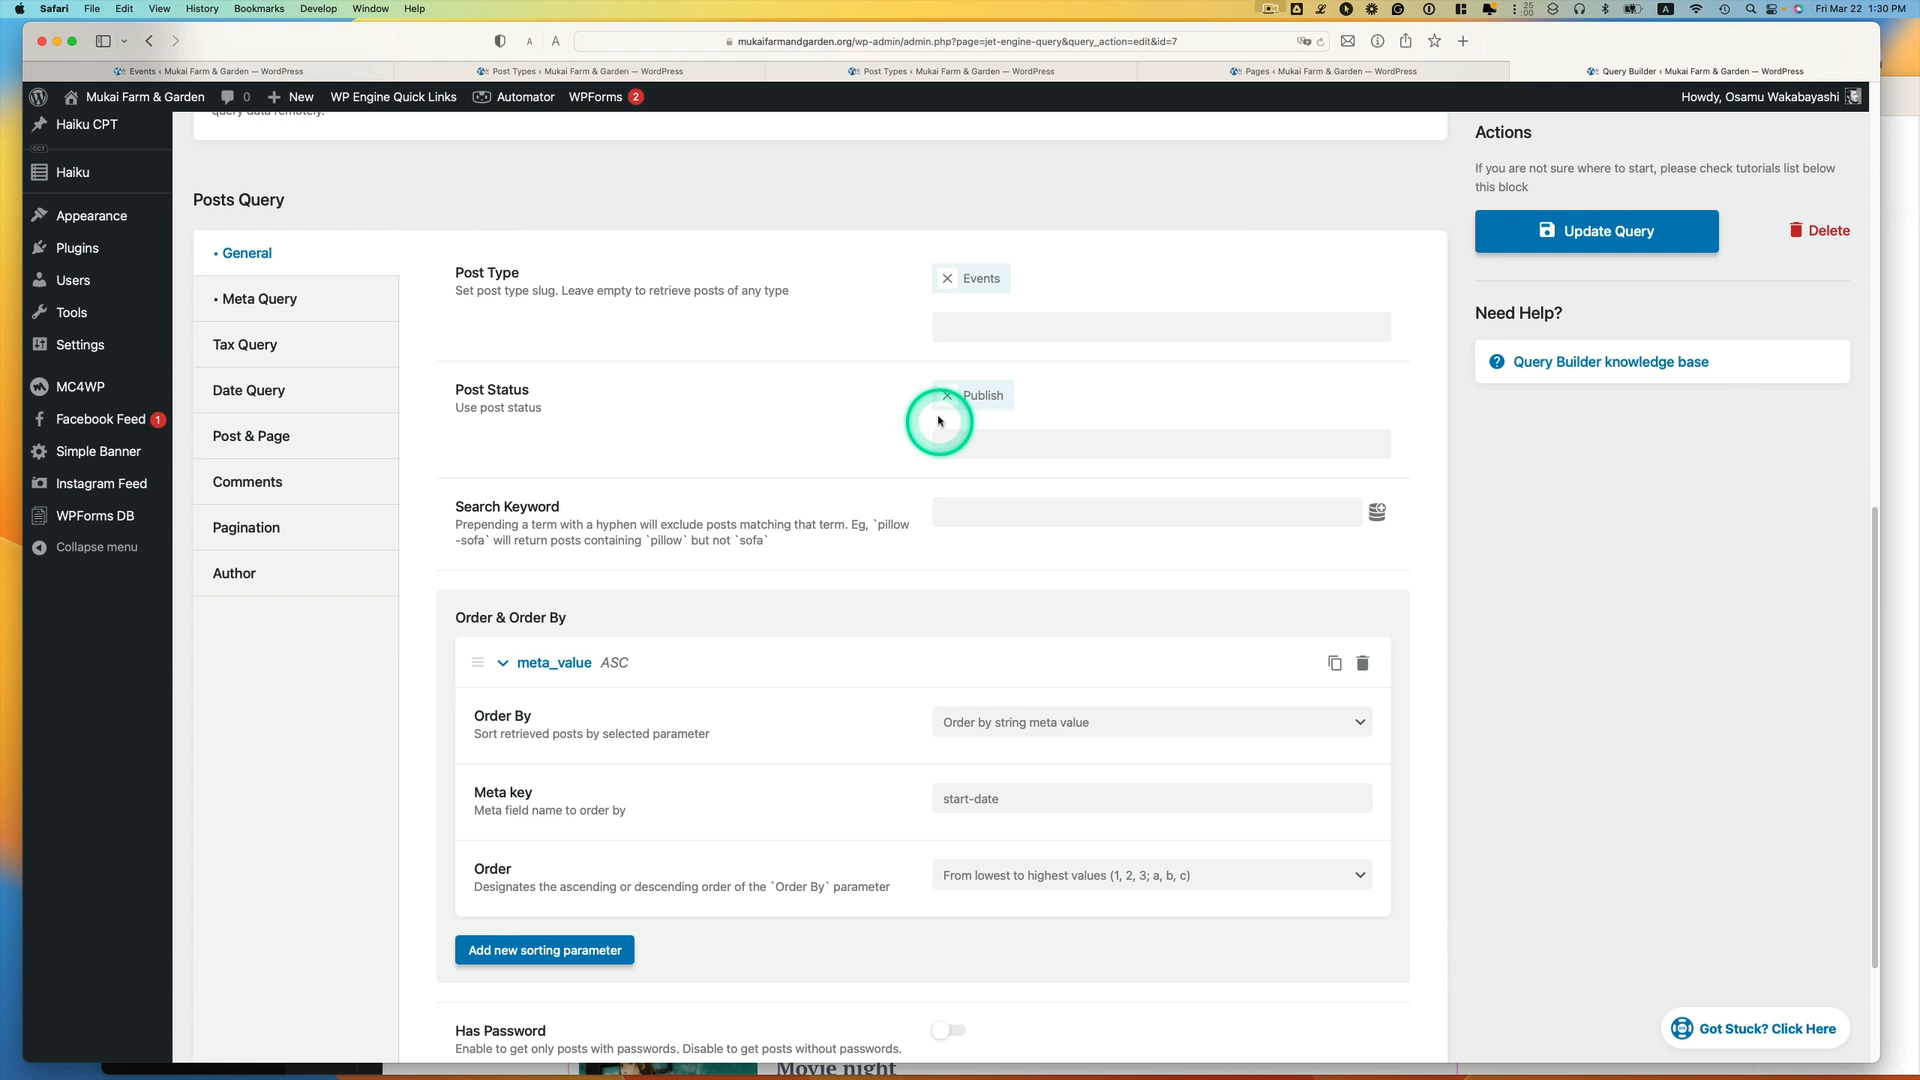 Safari File Edit View History Bookmarks Develop Window Help
25
:00
A
Fri Mar 22 1:30 PM
A A
mukaifarmandgarden.org/wp-admin/admin.php?page=jet-engine-query&query_action=edit&id=7
Events ‹ Mukai Farm & Garden — WordPress
Post Types ‹ Mukai Farm & Garden — WordPress
Post Types ‹ Mukai Farm & Garden — WordPress
Pages ‹ Mukai Farm & Garden — WordPress
Query Builder ‹ Mukai Farm & Garden — WordPress
Mukai Farm & Garden 0 New WP Engine Quick Links Automator WPForms 2
Howdy, Osamu Wakabayashi
Haiku CPT
CCT
Haiku
Appearance
Plugins
Users
Tools
Settings
MC4WP
Facebook Feed 1
Simple Banner
Instagram Feed
WPForms DB
Collapse menu
query data remotely.
Posts Query
• General
• Meta Query
Tax Query
Date Query
Post & Page
Comments
Pagination
Author
Post Type
Set post type slug. Leave empty to retrieve posts of any type
Events
Post Status
Use post status
Publish
Search Keyword
Prepending a term with a hyphen will exclude posts matching that term. Eg, `pillow
-sofa` will return posts containing `pillow` but not `sofa`
Order & Order By
meta_value ASC
Order By
Sort retrieved posts by selected parameter
Order by string meta value
Meta key
Meta field name to order by
start-date
Order
Designates the ascending or descending order of the `Order By` parameter
From lowest to highest values (1, 2, 3; a, b, c)
Add new sorting parameter
Has Password
Enable to get only posts with passwords. Disable to get posts without passwords.
Actions
If you are not sure where to start, please check tutorials list below
this block
Update Query
Delete
Need Help?
Query Builder knowledge base
Got Stuck? Click Here
Movie night